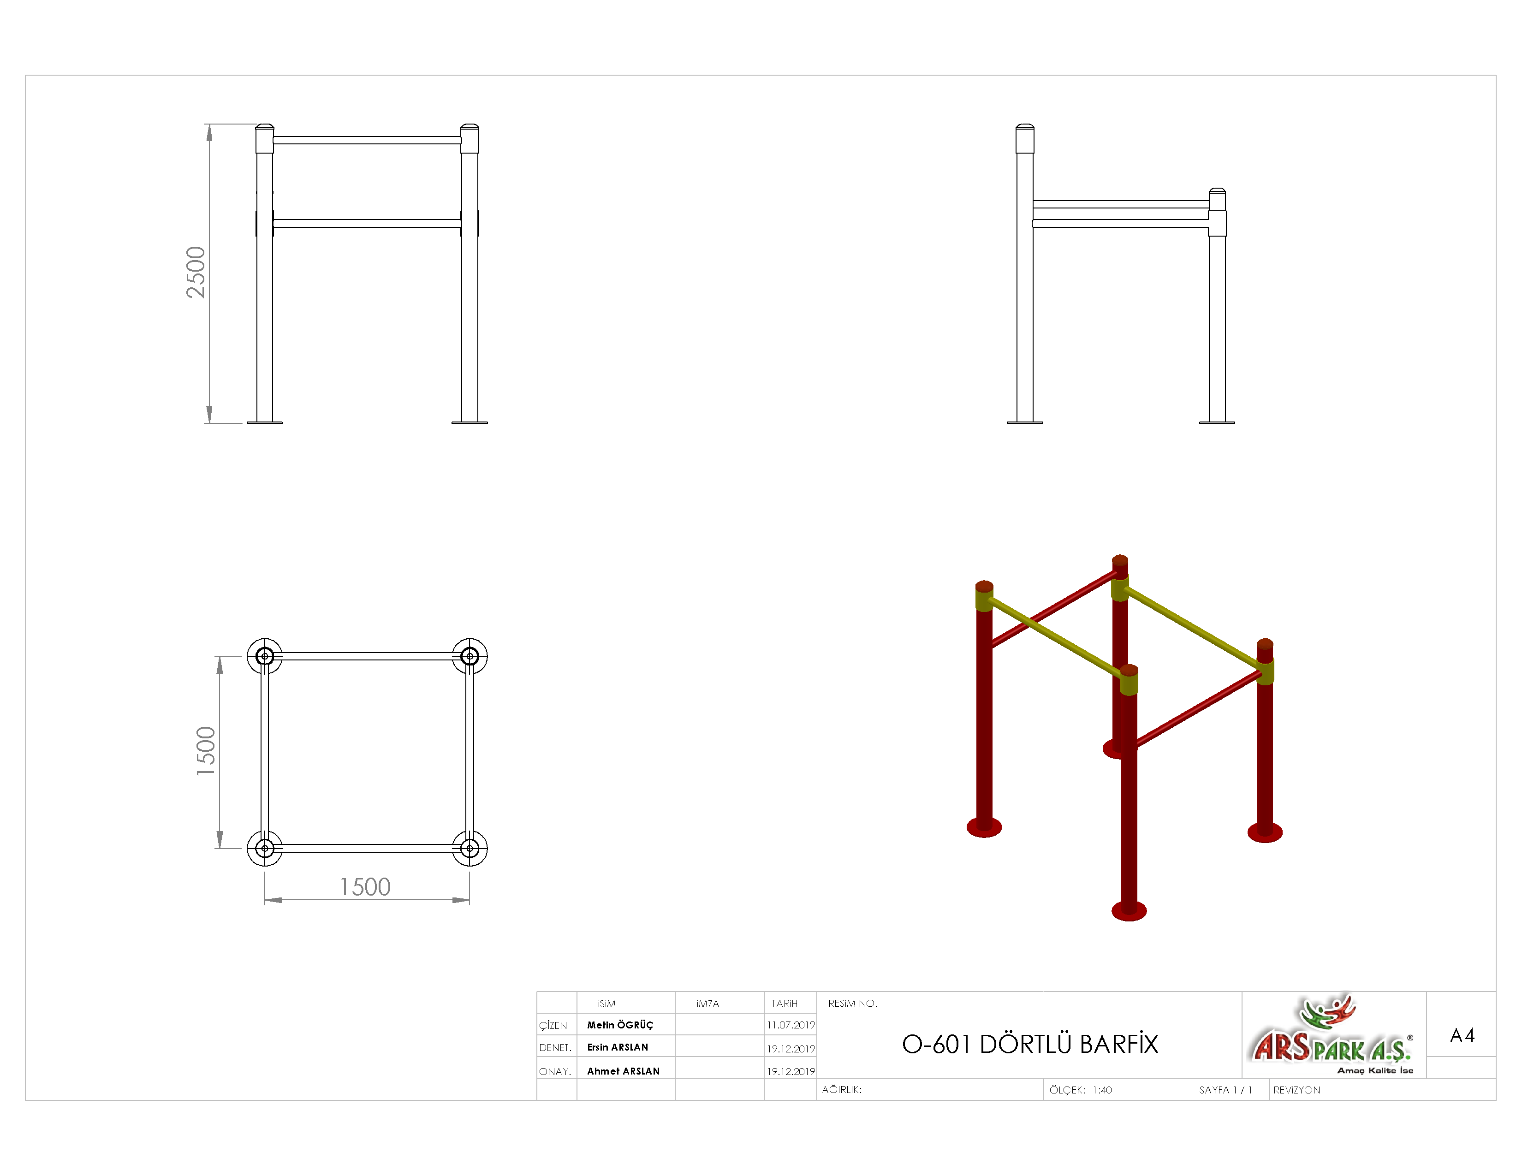 2500
1500
1500
İSİM İMZA TARİH RESİM NO.
ÇİZEN Metin ÖGRÜÇ 11.07.2019
DENET. Ersin ARSLAN 19.12.2019
ONAY. Ahmet ARSLAN 19.12.2019
O-601 DÖRTLÜ BARFİX
ARS PARK A.Ş.®
Amaç Kalite İse
A4
AĞIRLIK: ÖLÇEK: 1:40 SAYFA 1 / 1 REVİZYON